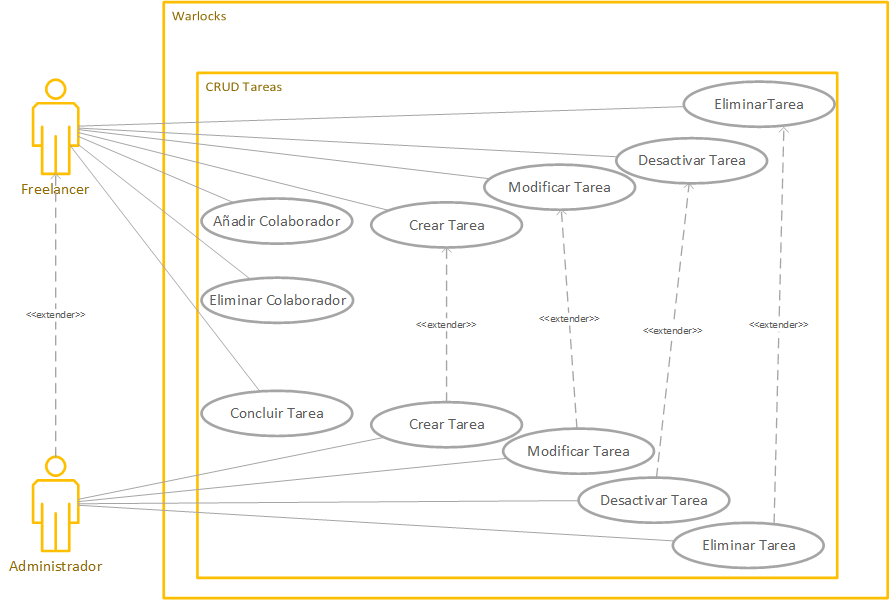 Warlocks
CRUD Tareas
EliminarTarea
Desactivar Tarea
Modificar Tarea
Freelancer
Añadir Colaborador
Crear Tarea
Eliminar Colaborador
<<extender>>
<<extender>>
<<extender>>
<<extender>>
<<extender>>
Concluir Tarea
Crear Tarea
Modificar Tarea
Desactivar Tarea
Eliminar Tarea
Administrador